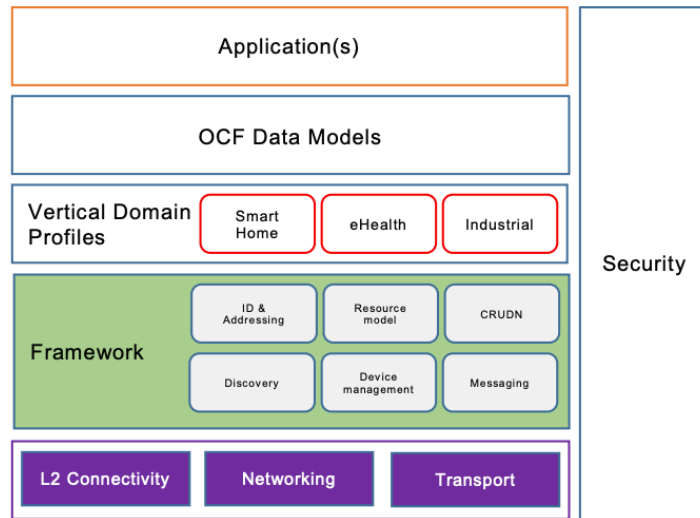 Application(s)
OCF Data Models
Vertical Domain
Profiles
Smart
Home
eHealth
Industrial
Security
Framework
ID &
Addressing
Resource
model
CRUDN
Discovery
Device
management
Messaging
L2 Connectivity
Networking
Transport